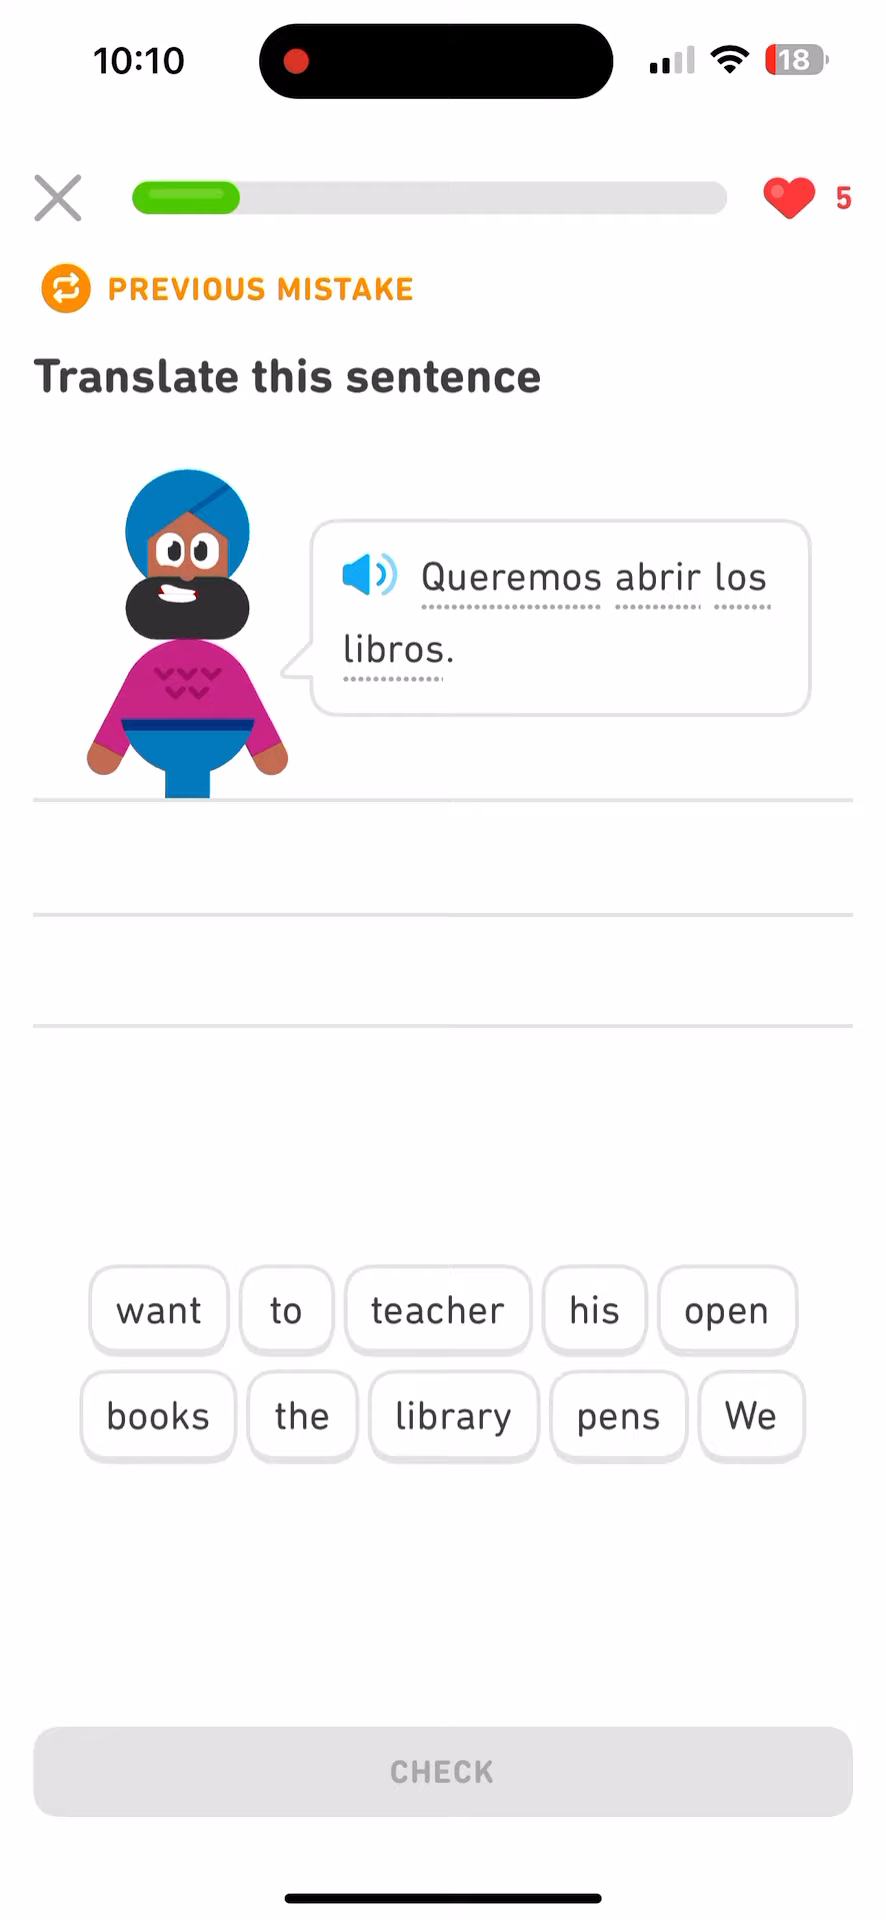 10:10
18
5
PREVIOUS MISTAKE
Translate this sentence
Queremos abrir los
libros.
want to teacher his open
books the library pens We
CHECK